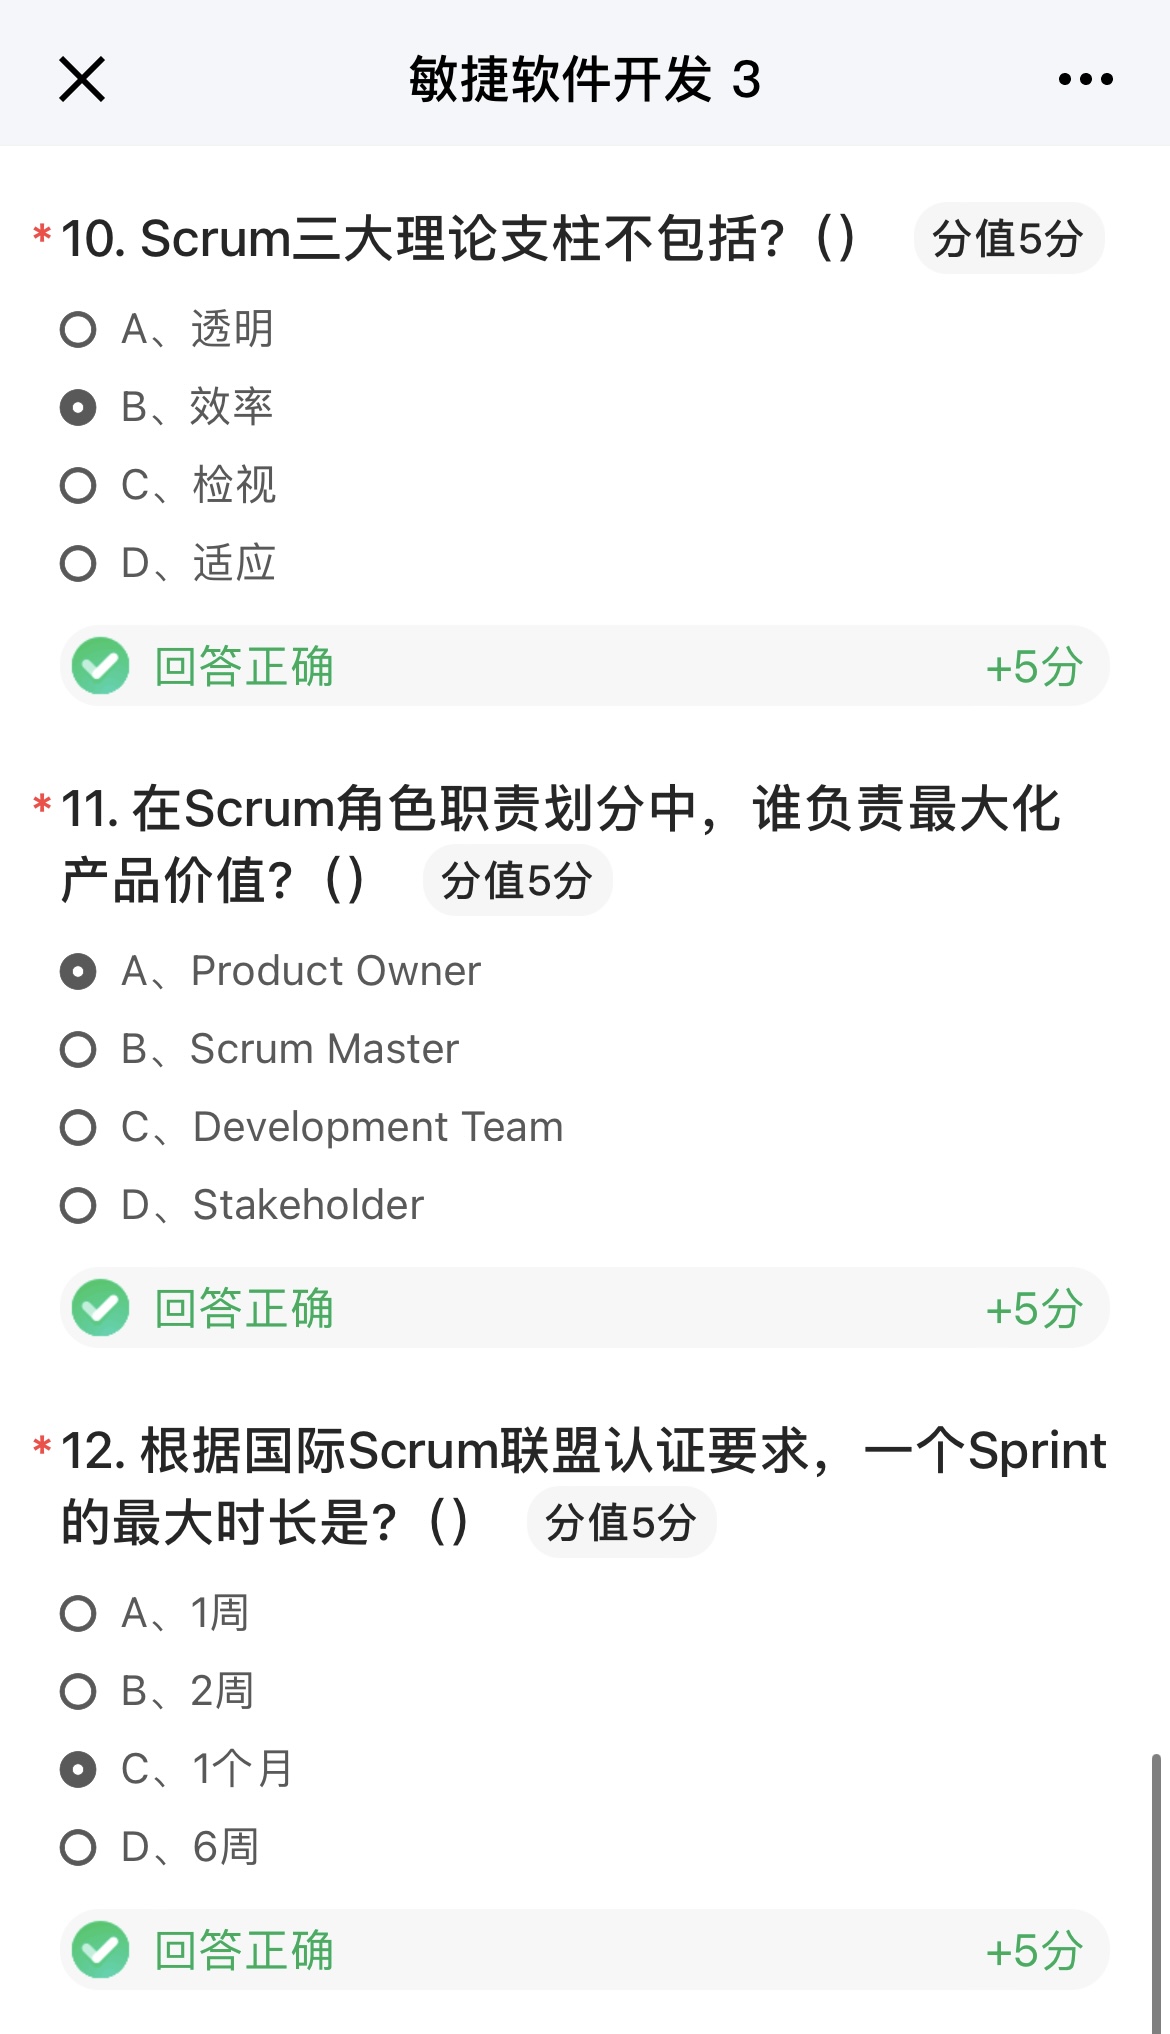 敏捷软件开发 3
*10. Scrum三大理论支柱不包括?()  分值5分
A、透明
B、效率
C、检视
D、适应
回答正确 +5分
*11. 在Scrum角色职责划分中，谁负责最大化
产品价值?()  分值5分
A、Product Owner
B、Scrum Master
C、Development Team
D、Stakeholder
回答正确 +5分
*12. 根据国际Scrum联盟认证要求，一个Sprint
的最大时长是?()  分值5分
A、1周
B、2周
C、1个月
D、6周
回答正确 +5分